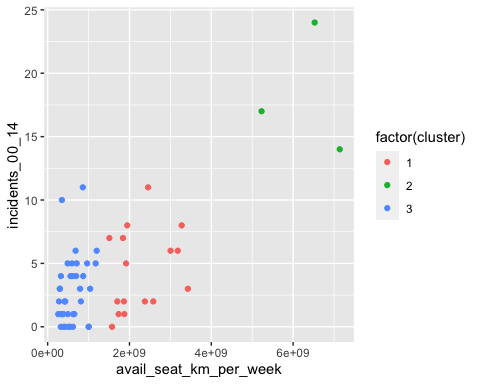 25
20
15
10
5
0
incidents_00_14
0e+00
2e+09
4e+09
6e+09
avail_seat_km_per_week
factor(cluster)
1
2
3